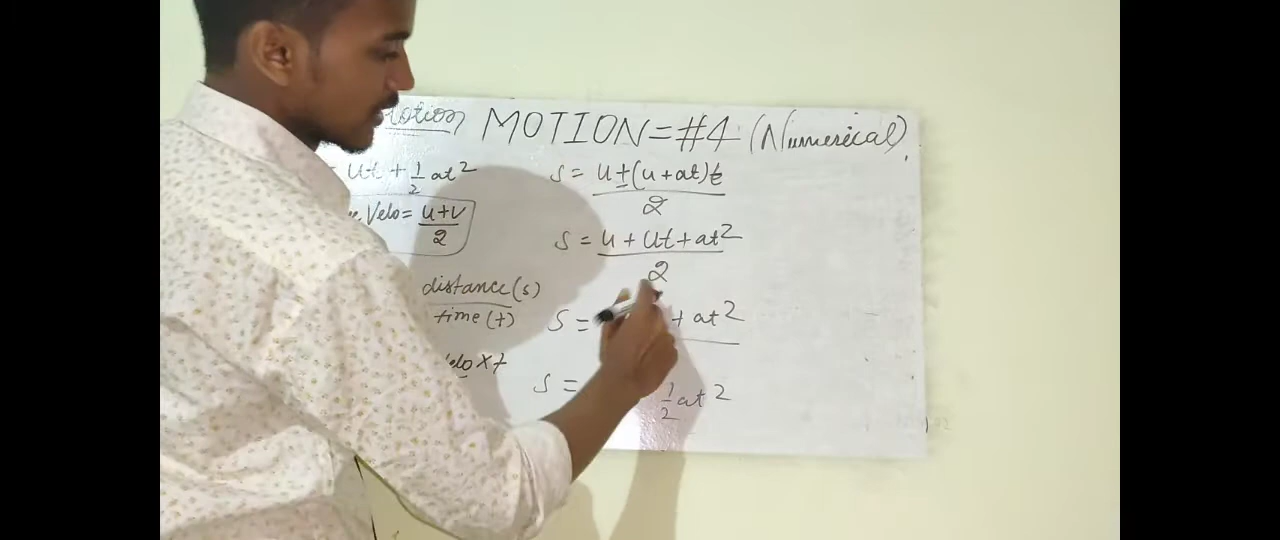 MOTION = #4 (Numerical)
ut + 1/2 at²
Velo = u+v/2
distance(s)
time(t)
x t
s = u + (u+at)t
2
s = u + ut + at²
2
s = + at²
s = 1/2 at²